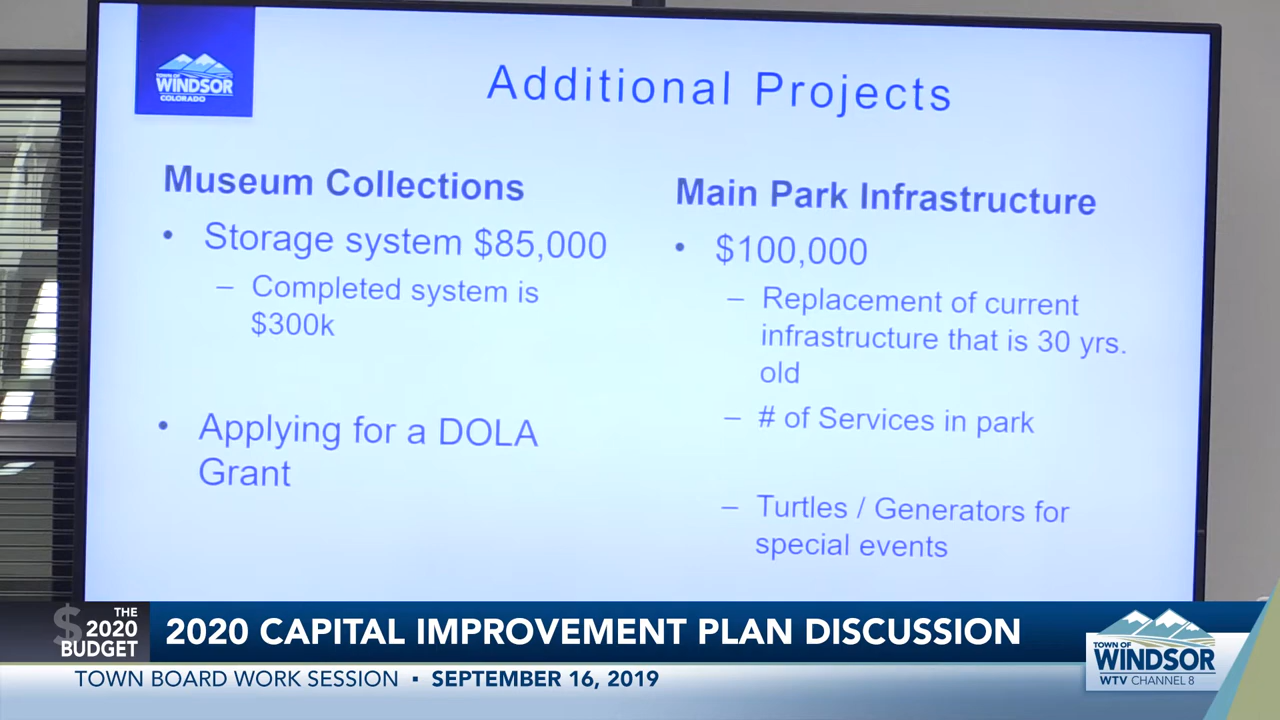 TOWN OF
WINDSOR
COLORADO
Additional Projects
Museum Collections
• Storage system $85,000
– Completed system is
$300k
• Applying for a DOLA
Grant
Main Park Infrastructure
• $100,000
– Replacement of current
infrastructure that is 30 yrs.
old
– # of Services in park
– Turtles / Generators for
special events
$ THE
2020
BUDGET
2020 CAPITAL IMPROVEMENT PLAN DISCUSSION
TOWN BOARD WORK SESSION ▪ SEPTEMBER 16, 2019
TOWN OF
WINDSOR
WTV CHANNEL 8